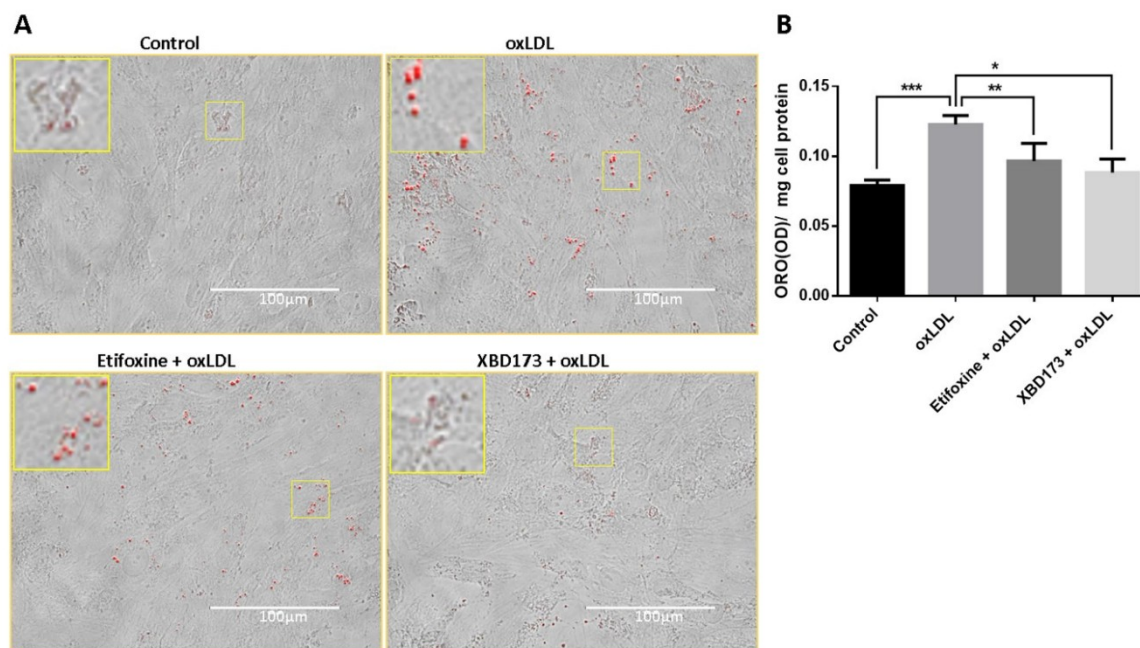 A
Control
100µm
oxLDL
100µm
Etifoxine + oxLDL
100µm
XBD173 + oxLDL
100µm
B
ORO(OD)/ mg cell protein
0.15
0.10
0.05
0.00
***
**
*
Control
oxLDL
Etifoxine + oxLDL
XBD173 + oxLDL